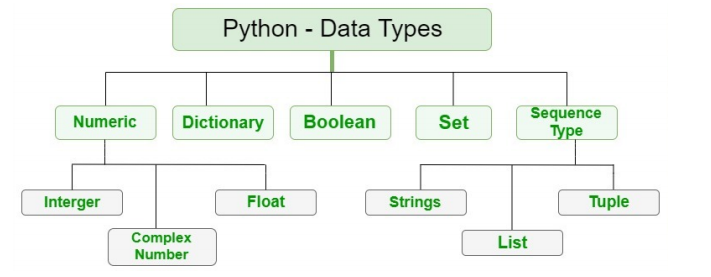 Python - Data Types
Numeric
Dictionary
Boolean
Set
Sequence
Type
Interger
Complex
Number
Float
Strings
List
Tuple